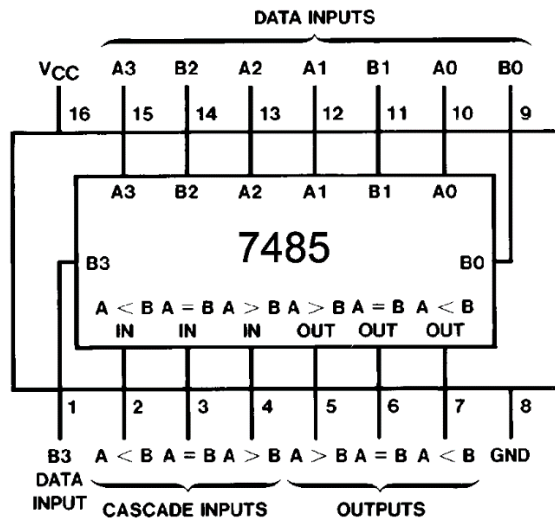 DATA INPUTS
VCC A3 B2 A2 A1 B1 A0 B0
16 15 14 13 12 11 10 9
A3 B2 A2 A1 B1 A0
7485
B3 B0
A < B A = B A > B A > B A = B A < B
IN IN IN OUT OUT OUT
1 2 3 4 5 6 7 8
B3 A < B A = B A > B A > B A = B A < B GND
DATA
INPUT CASCADE INPUTS OUTPUTS